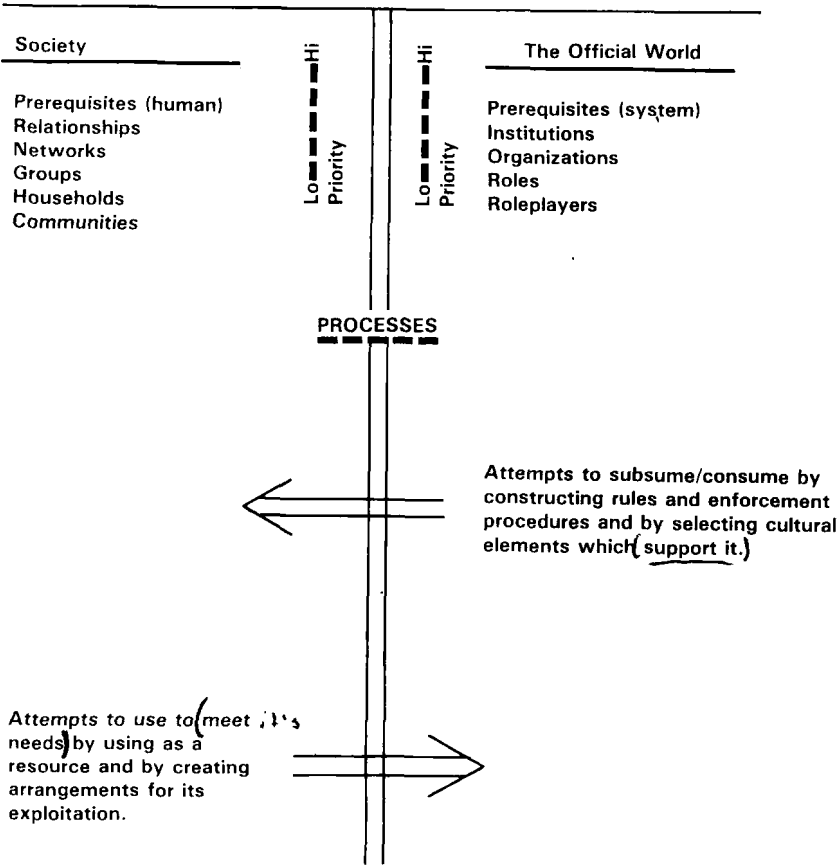 Society
Prerequisites (human)
Relationships
Networks
Groups
Households
Communities
Lo Hi
Priority
Lo Hi
Priority
The Official World
Prerequisites (system)
Institutions
Organizations
Roles
Roleplayers
PROCESSES
Attempts to subsume/consume by
constructing rules and enforcement
procedures and by selecting cultural
elements which (support it.)
Attempts to use to (meet it's
needs) by using as a
resource and by creating
arrangements for its
exploitation.